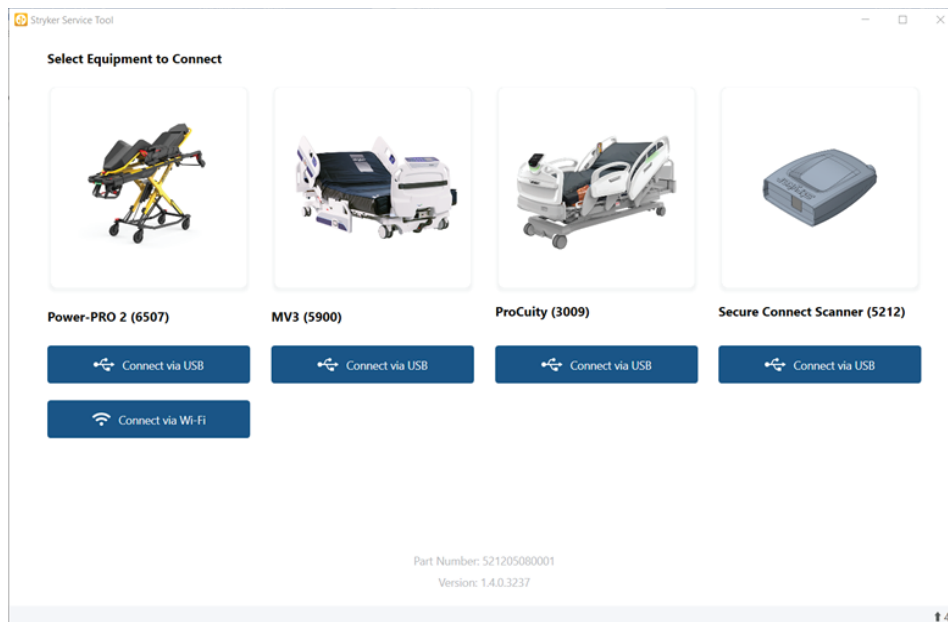 Stryker Service Tool
Select Equipment to Connect
Power-PRO 2 (6507)
MV3 (5900)
ProCuity (3009)
Secure Connect Scanner (5212)
Connect via USB
Connect via USB
Connect via USB
Connect via USB
Connect via Wi-Fi
Part Number: 521205080001
Version: 1.4.0.3237